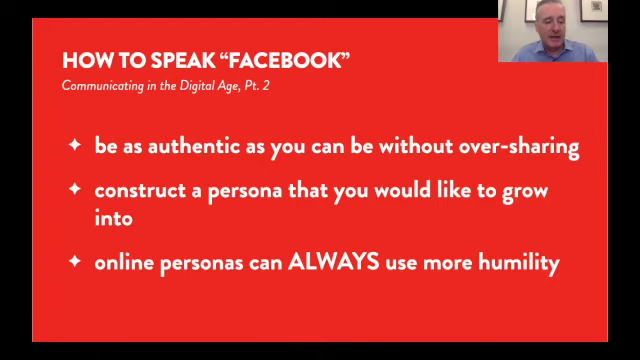 HOW TO SPEAK “FACEBOOK”
Communicating in the Digital Age, Pt. 2
be as authentic as you can be without over-sharing
construct a persona that you would like to grow
into
online personas can ALWAYS use more humility